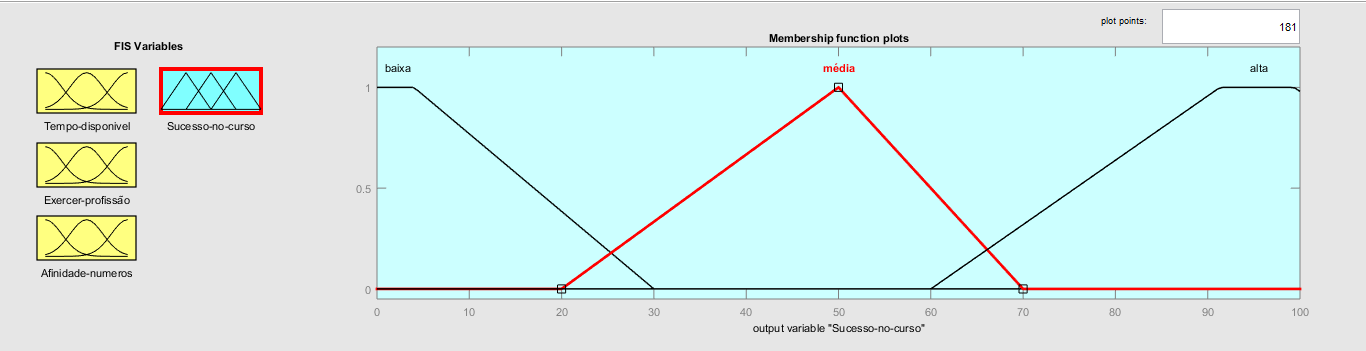 plot points:
181
FIS Variables
Tempo-disponivel
Sucesso-no-curso
Exercer-profissão
Afinidade-numeros
Membership function plots
baixa
média
alta
1
0.5
0
0 10 20 30 40 50 60 70 80 90 100
output variable "Sucesso-no-curso"